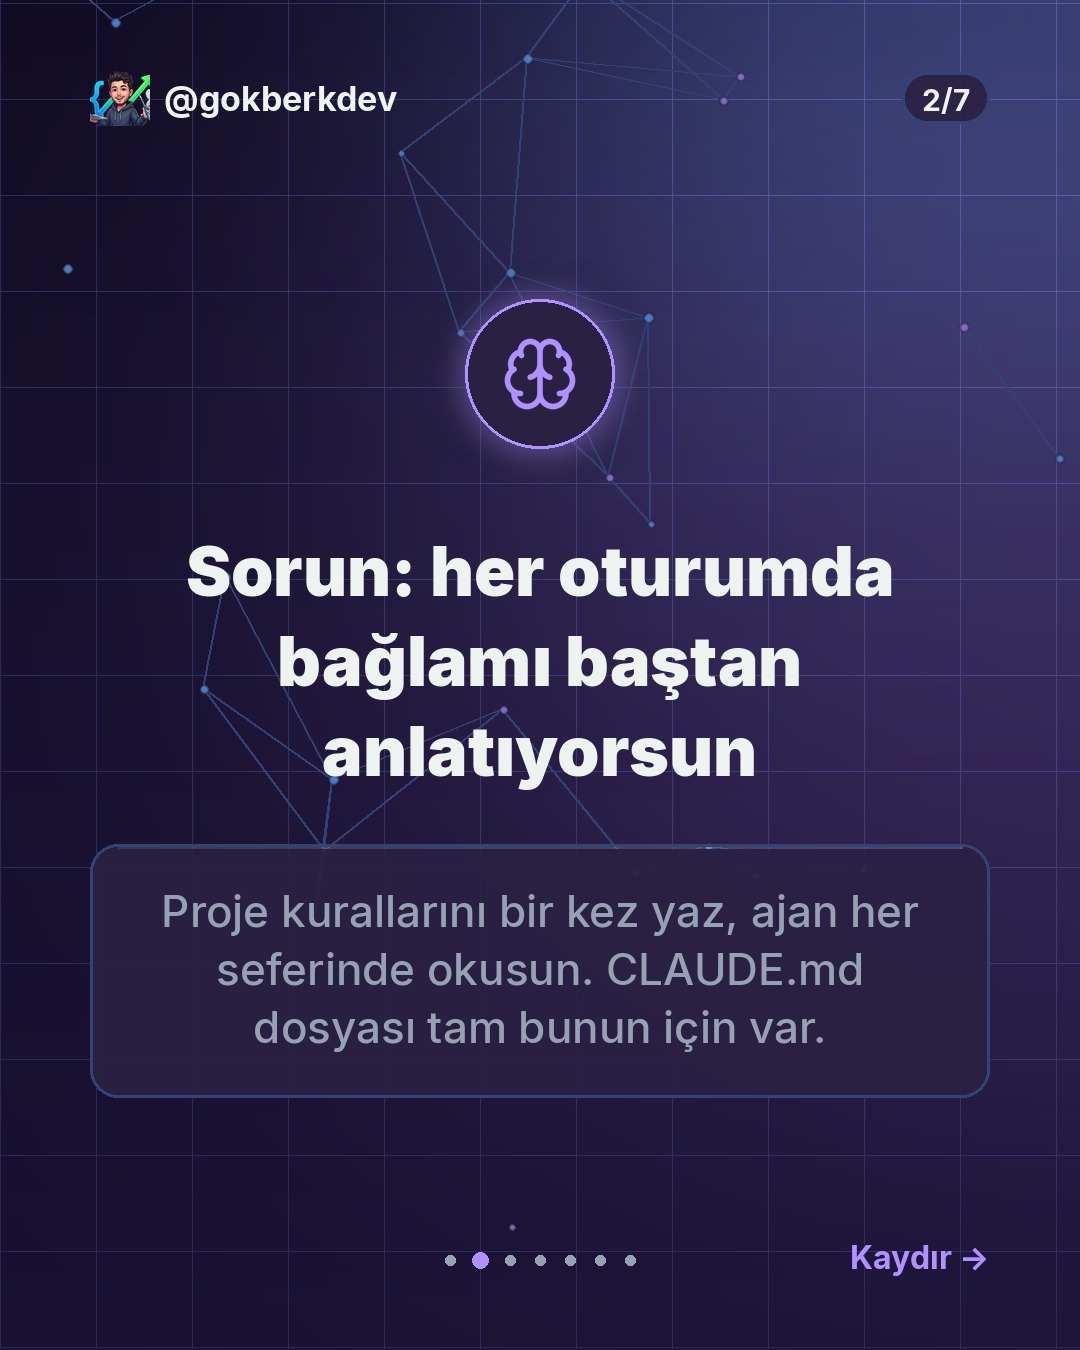 @gokberkdev
2/7
Sorun: her oturumda
bağlamı baştan
anlatıyorsun
Proje kurallarını bir kez yaz, ajan her
seferinde okusun. CLAUDE.md
dosyası tam bunun için var.
Kaydır →